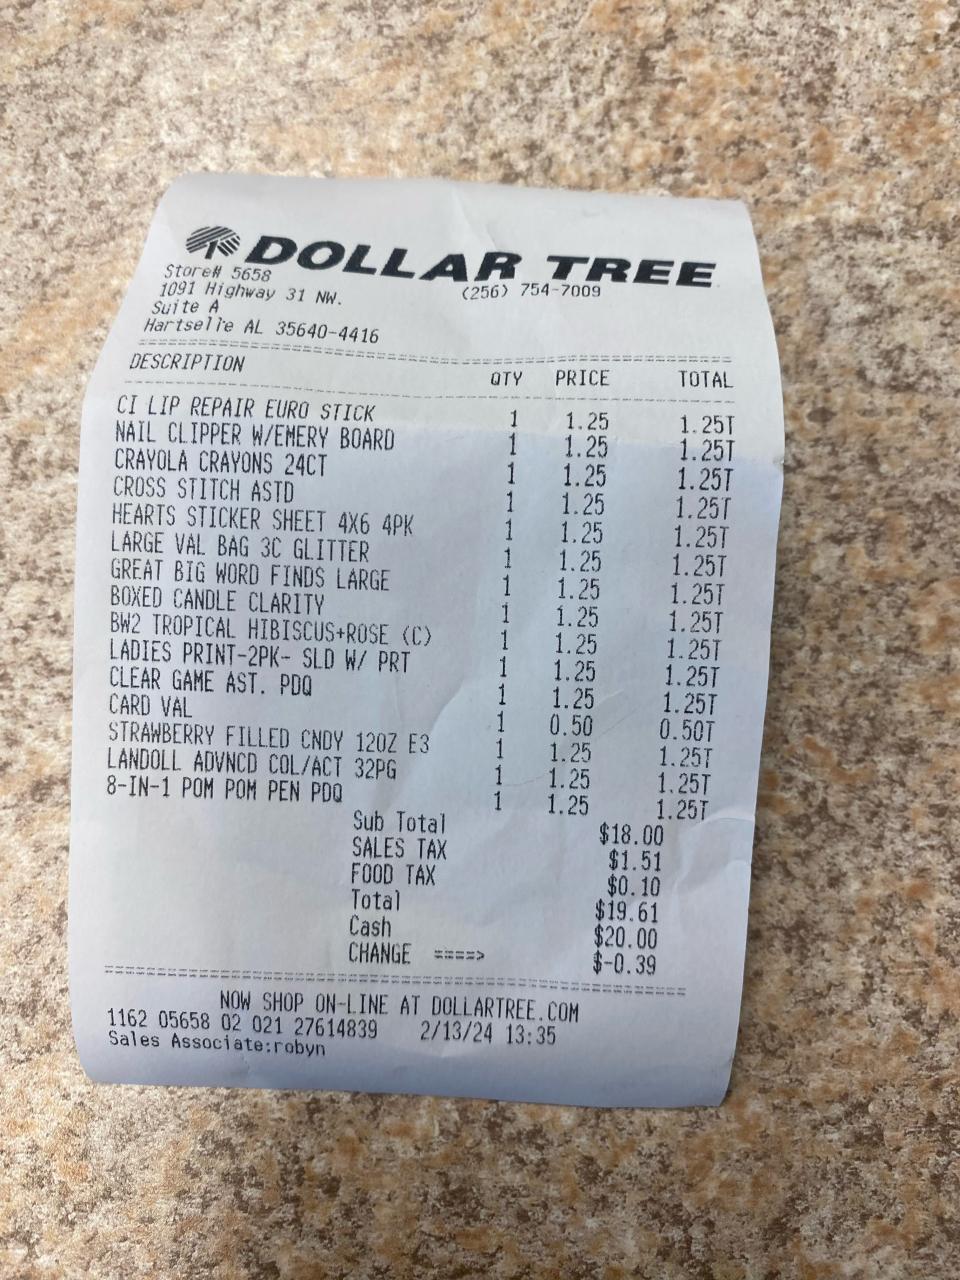 DOLLAR TREE
Store# 5658
1091 Highway 31 NW. (256) 754-7009
Suite A
Hartselle AL 35640-4416
DESCRIPTION QTY PRICE TOTAL
CI LIP REPAIR EURO STICK 1 1.25 1.25T
NAIL CLIPPER W/EMERY BOARD 1 1.25 1.25T
CRAYOLA CRAYONS 24CT 1 1.25 1.25T
CROSS STITCH ASTD 1 1.25 1.25T
HEARTS STICKER SHEET 4X6 4PK 1 1.25 1.25T
LARGE VAL BAG 3C GLITTER 1 1.25 1.25T
GREAT BIG WORD FINDS LARGE 1 1.25 1.25T
BOXED CANDLE CLARITY 1 1.25 1.25T
BW2 TROPICAL HIBISCUS+ROSE (C) 1 1.25 1.25T
LADIES PRINT-2PK- SLD W/ PRT 1 1.25 1.25T
CLEAR GAME AST. PDQ 1 1.25 1.25T
CARD VAL 1 0.50 0.50T
STRAWBERRY FILLED CNDY 12OZ E3 1 1.25 1.25T
LANDOLL ADVNCD COL/ACT 32PG 1 1.25 1.25T
8-IN-1 POM POM PEN PDQ 1 1.25 1.25T
Sub Total $18.00
SALES TAX $1.51
FOOD TAX $0.10
Total $19.61
Cash $20.00
CHANGE ====> $-0.39
NOW SHOP ON-LINE AT DOLLARTREE.COM
1162 05658 02 021 27614839 2/13/24 13:35
Sales Associate:robyn